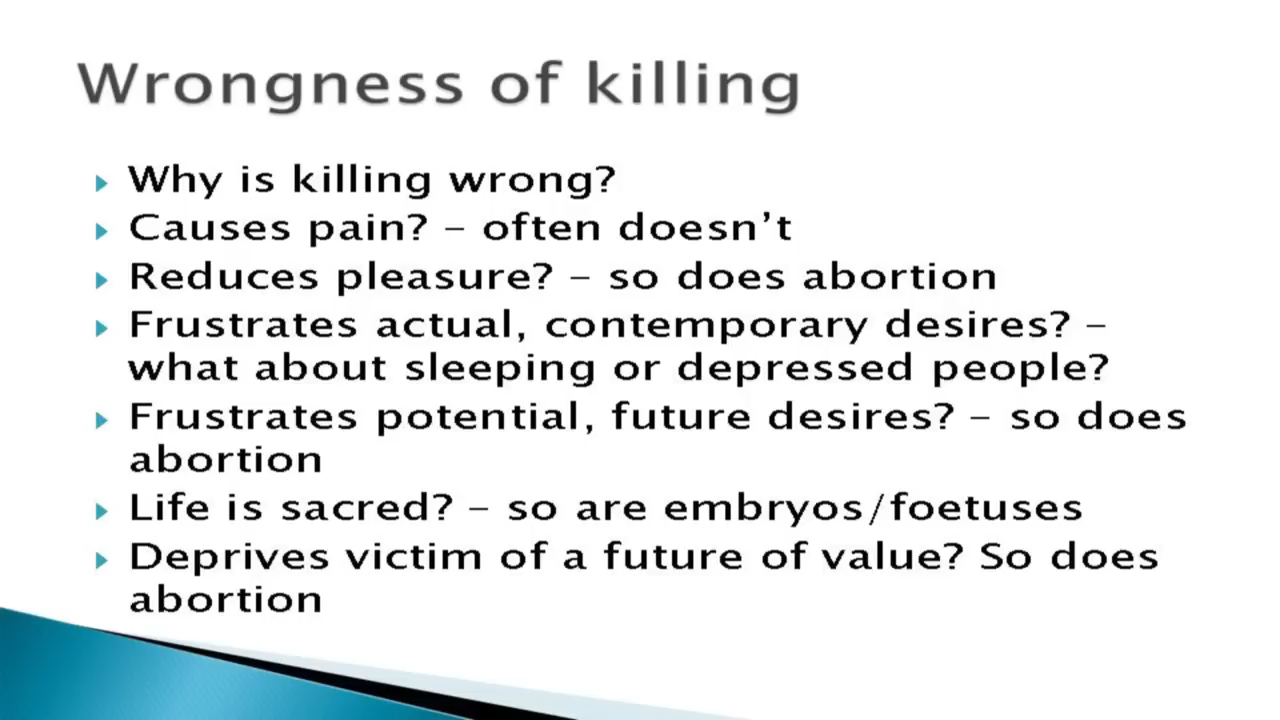 Wrongness of killing
Why is killing wrong?
Causes pain? – often doesn’t
Reduces pleasure? – so does abortion
Frustrates actual, contemporary desires? –
what about sleeping or depressed people?
Frustrates potential, future desires? – so does
abortion
Life is sacred? – so are embryos/foetuses
Deprives victim of a future of value? So does
abortion